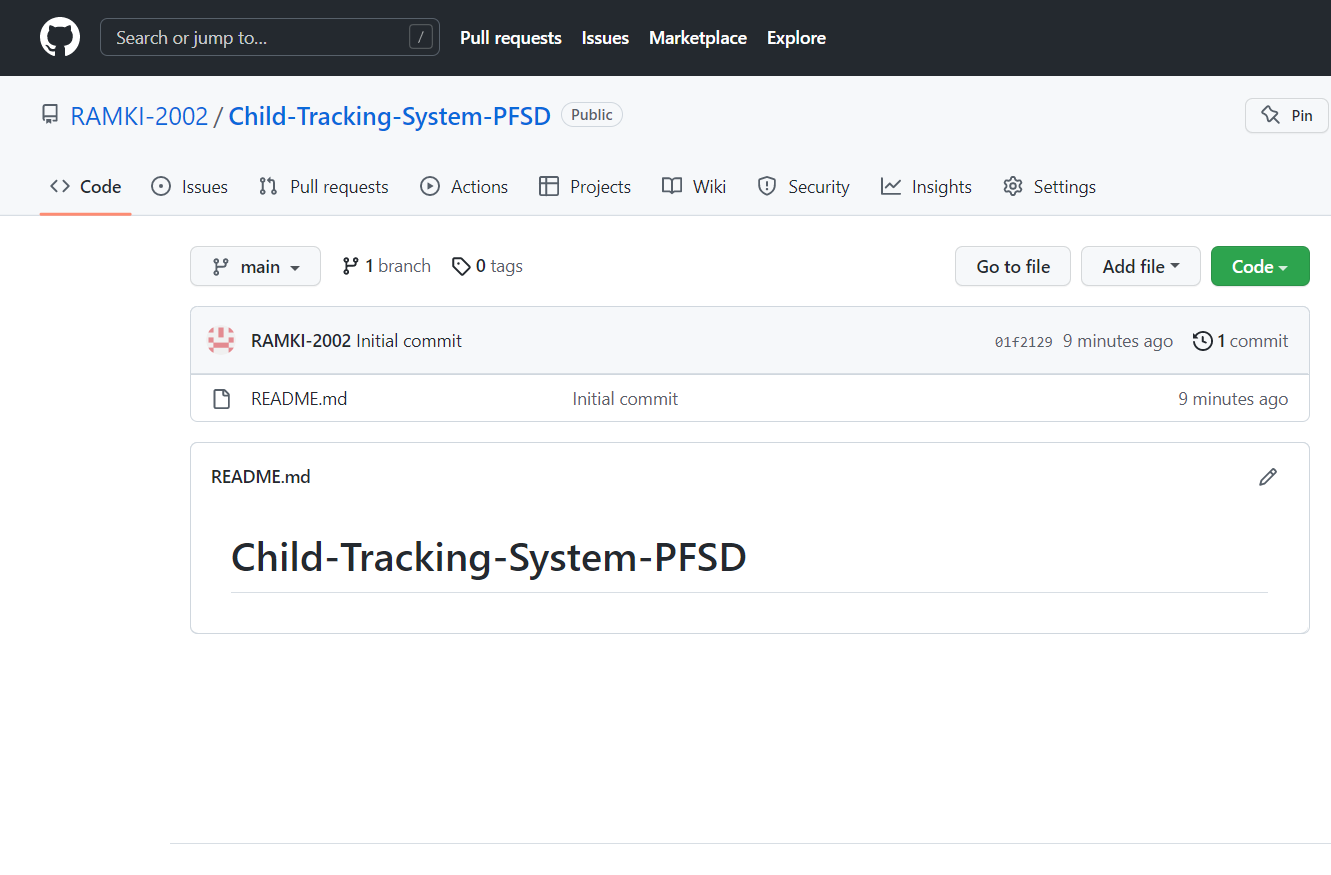 Search or jump to... / Pull requests Issues Marketplace Explore
RAMKI-2002 / Child-Tracking-System-PFSD Public Pin
Code Issues Pull requests Actions Projects Wiki Security Insights Settings
main 1 branch 0 tags Go to file Add file Code
RAMKI-2002 Initial commit 01f2129 9 minutes ago 1 commit
README.md Initial commit 9 minutes ago
README.md
Child-Tracking-System-PFSD